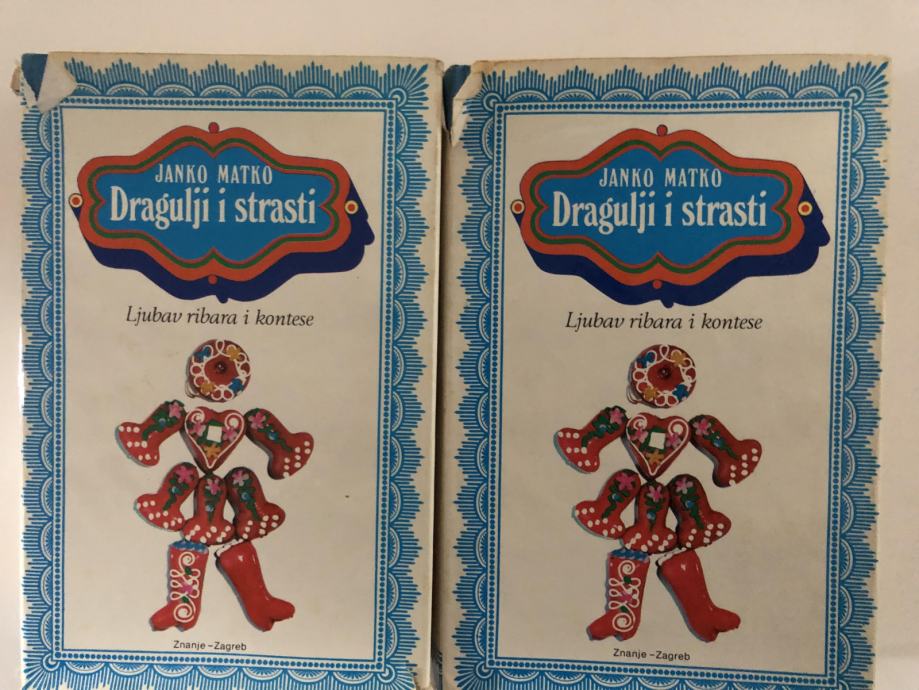 JANKO MATKO
Dragulji i strasti
Ljubav ribara i kontese
Znanje – Zagreb
JANKO MATKO
Dragulji i strasti
Ljubav ribara i kontese
Znanje – Zagreb